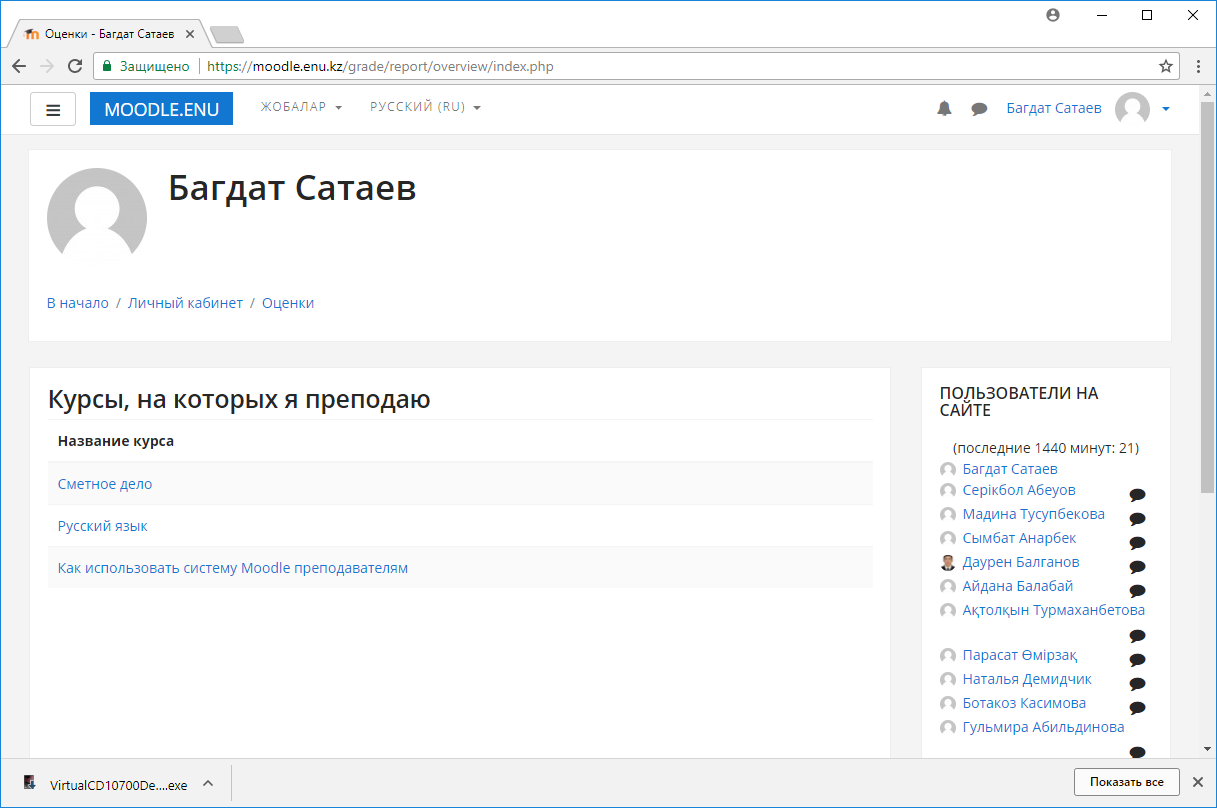 Оценки - Багдат Сатаев
Защищено https://moodle.enu.kz/grade/report/overview/index.php
MOODLE.ENU ЖОБАЛАР РУССКИЙ (RU) Багдат Сатаев
Багдат Сатаев
В начало / Личный кабинет / Оценки
Курсы, на которых я преподаю
Название курса
Сметное дело
Русский язык
Как использовать систему Moodle преподавателям
ПОЛЬЗОВАТЕЛИ НА
САЙТЕ
(последние 1440 минут: 21)
Багдат Сатаев
Серікбол Абеуов
Мадина Тусупбекова
Сымбат Анарбек
Даурен Балганов
Айдана Балабай
Ақтолқын Турмаханбетова
Парасат Өмірзақ
Наталья Демидчик
Ботакоз Касимова
Гульмира Абильдинова
VirtualCD10700De....exe
Показать все